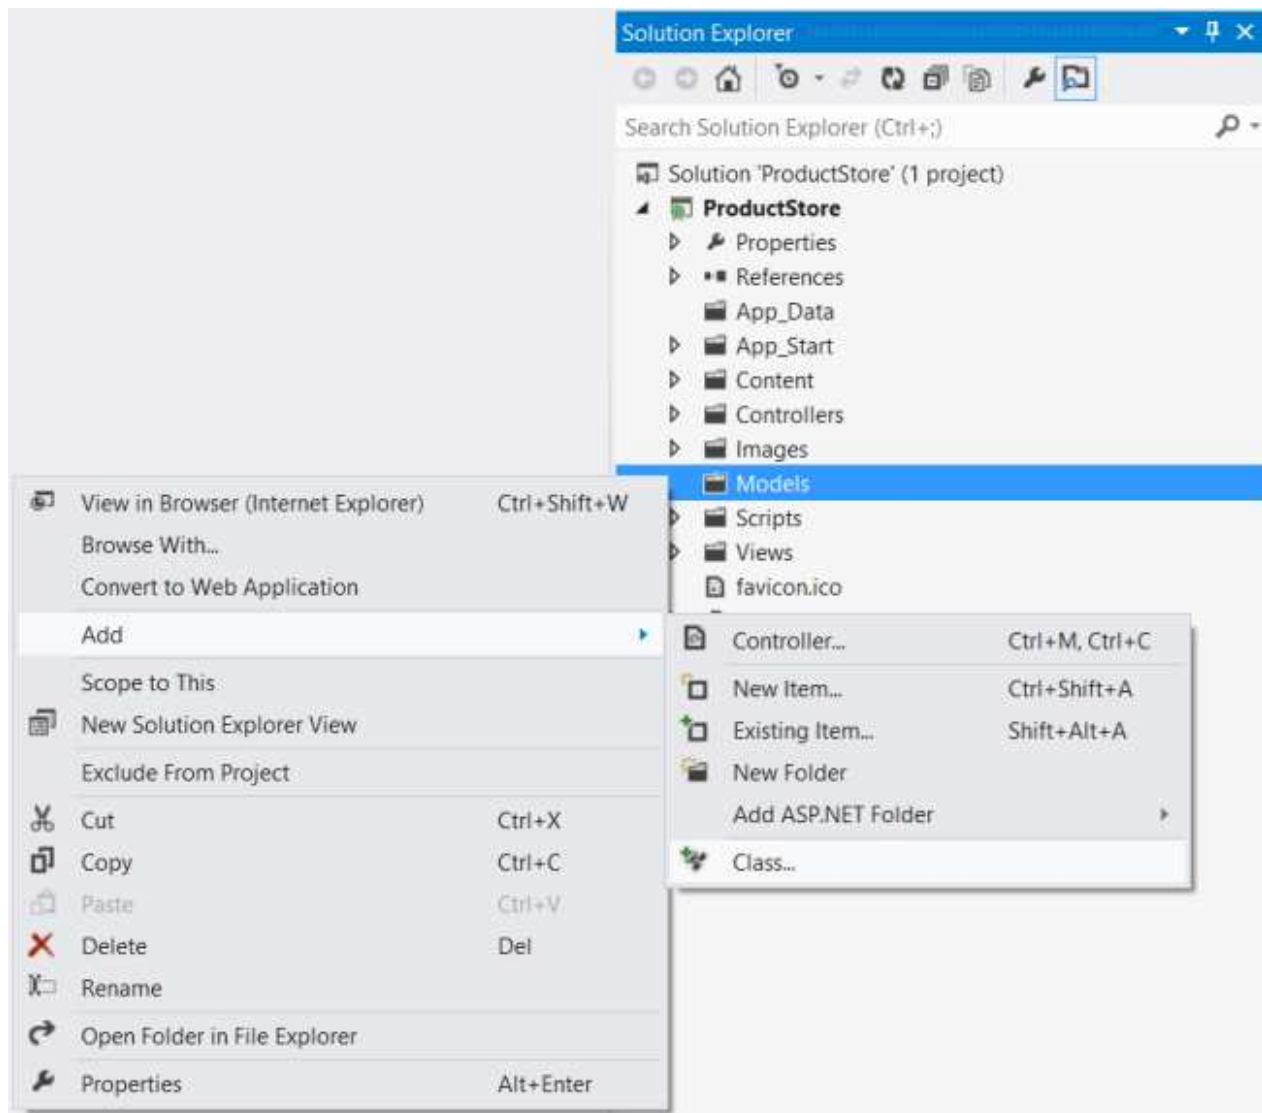 Solution Explorer
Search Solution Explorer (Ctrl+;)
Solution 'ProductStore' (1 project)
ProductStore
Properties
References
App_Data
App_Start
Content
Controllers
Images
Models
Scripts
Views
favicon.ico
View in Browser (Internet Explorer) Ctrl+Shift+W
Browse With...
Convert to Web Application
Add
Scope to This
New Solution Explorer View
Exclude From Project
Cut Ctrl+X
Copy Ctrl+C
Paste Ctrl+V
Delete Del
Rename
Open Folder in File Explorer
Properties Alt+Enter
Controller... Ctrl+M, Ctrl+C
New Item... Ctrl+Shift+A
Existing Item... Shift+Alt+A
New Folder
Add ASP.NET Folder
Class...